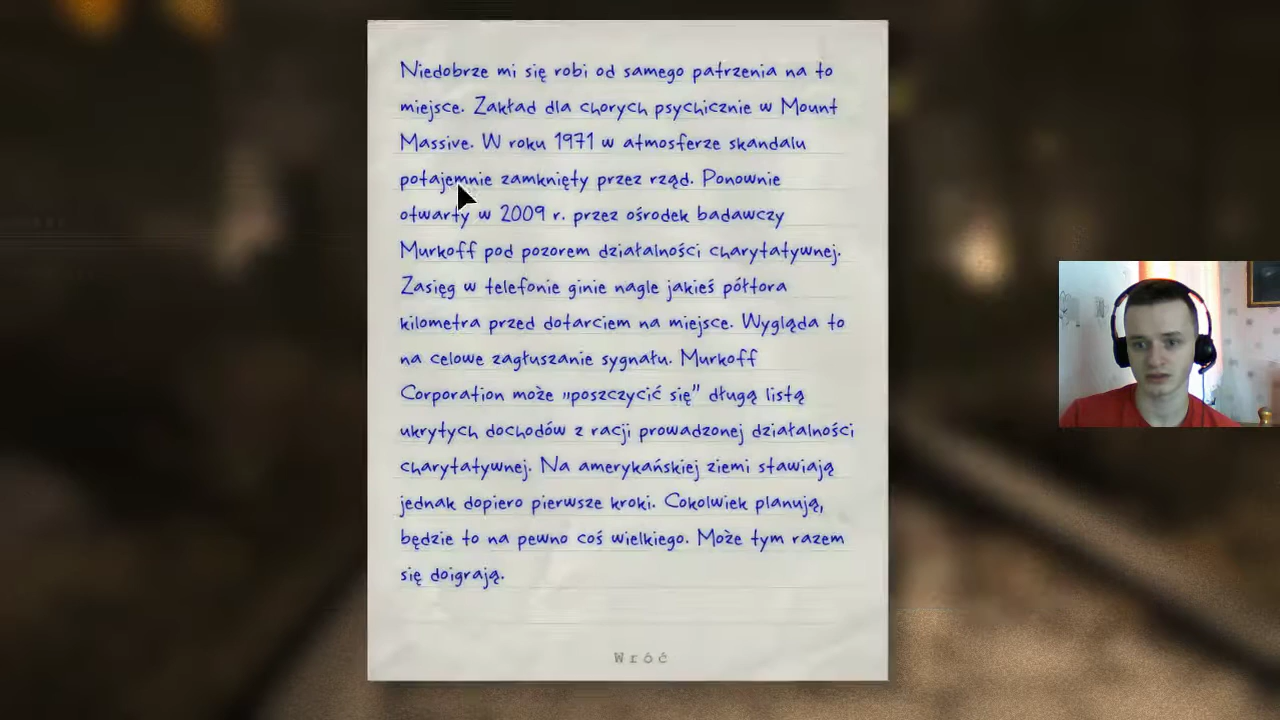 Niedobrze mi się robi od samego patrzenia na to
miejsce. Zakład dla chorych psychicznie w Mount
Massive. W roku 1971 w atmosferze skandalu
potajemnie zamknięty przez rząd. Ponownie
otwarty w 2009 r. przez ośrodek badawczy
Murkoff pod pozorem działalności charytatywnej.
Zasięg w telefonie ginie nagle jakieś półtora
kilometra przed dotarciem na miejsce. Wygląda to
na celowe zagłuszanie sygnału. Murkoff
Corporation może „poszczycić się” długą listą
ukrytych dochodów z racji prowadzonej działalności
charytatywnej. Na amerykańskiej ziemi stawiają
jednak dopiero pierwsze kroki. Cokolwiek planują,
będzie to na pewno coś wielkiego. Może tym razem
się doigrają.
Wróć